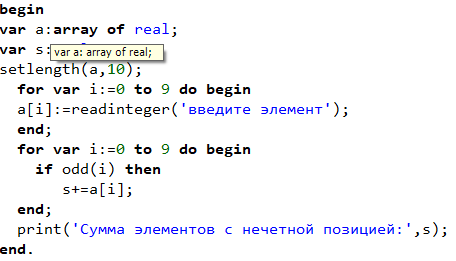 begin
var a:array of real;
var s:
var a: array of real;
setlength(a,10);
for var i:=0 to 9 do begin
a[i]:=readinteger('введите элемент');
end;
for var i:=0 to 9 do begin
if odd(i) then
s+=a[i];
end;
print('Сумма элементов с нечетной позицией:',s);
end.